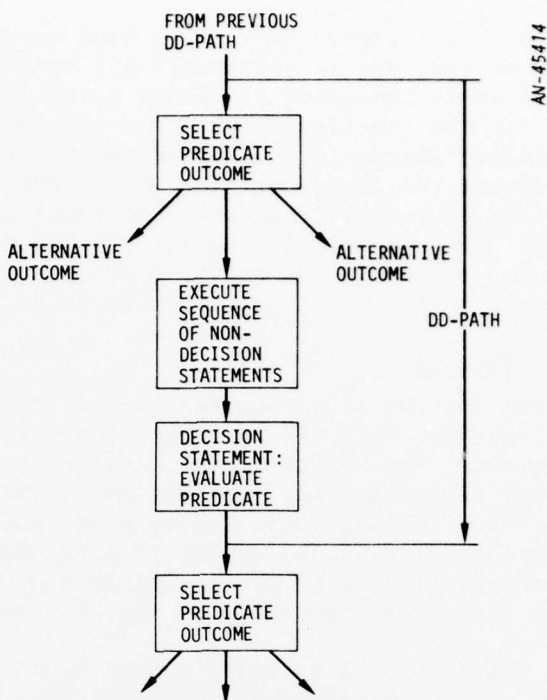 FROM PREVIOUS
DD-PATH
AN-45414
SELECT
PREDICATE
OUTCOME
ALTERNATIVE
OUTCOME
ALTERNATIVE
OUTCOME
EXECUTE
SEQUENCE
OF NON-
DECISION
STATEMENTS
DD-PATH
DECISION
STATEMENT:
EVALUATE
PREDICATE
SELECT
PREDICATE
OUTCOME